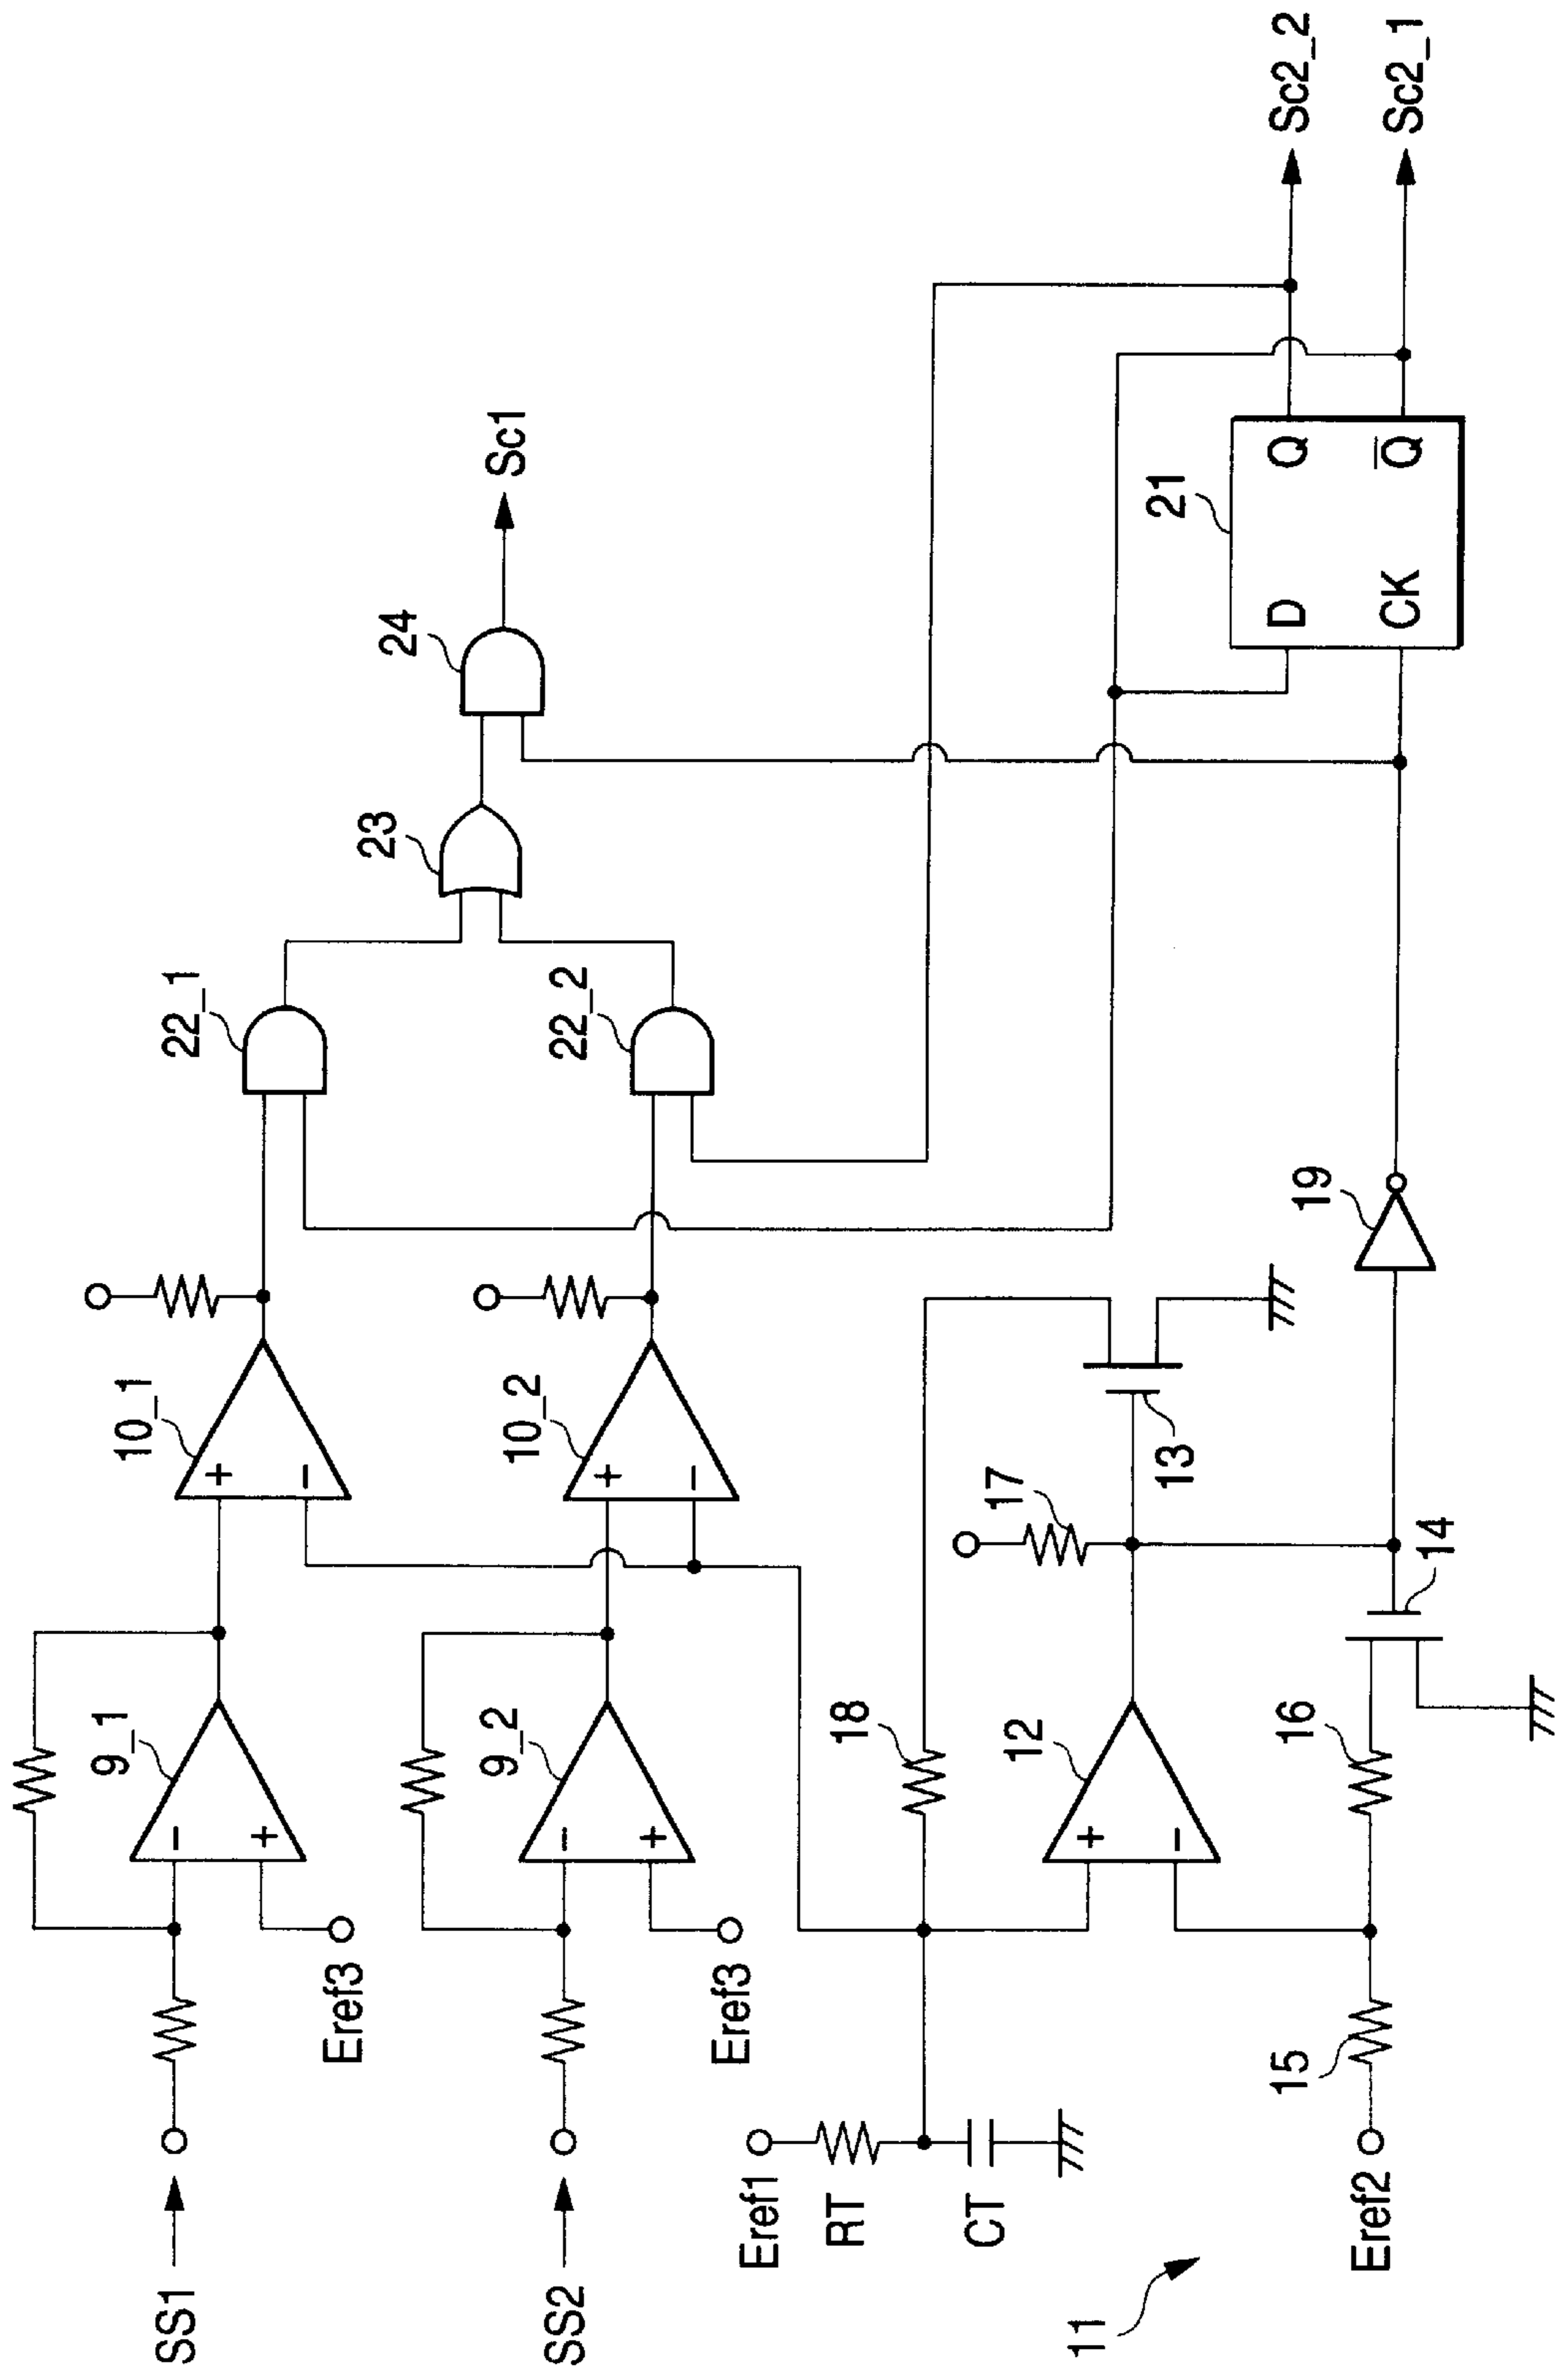 SS1
9_1
−
+
Eref3
10_1
+
−
22_1
SS2
9_2
−
+
Eref3
10_2
+
−
22_2
23
24
Sc1
Eref1
RT
CT
18
12
+
−
17
13
11
Eref2
15
16
14
19
21
D
Q
CK
Q̅
Sc2_2
Sc2_1